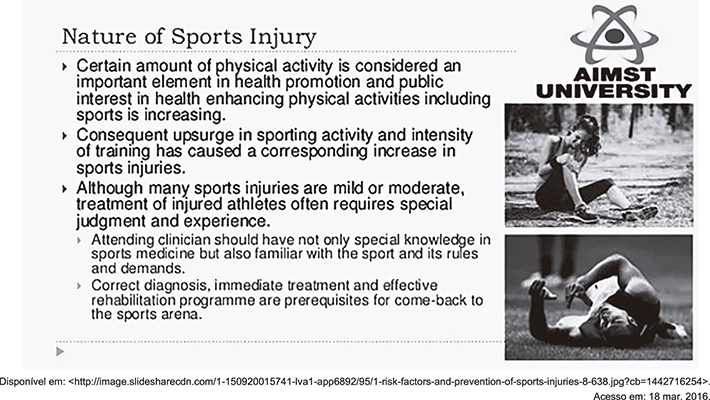 Nature of Sports Injury
AIMST
UNIVERSITY
Certain amount of physical activity is considered an
important element in health promotion and public
interest in health enhancing physical activities including
sports is increasing.
Consequent upsurge in sporting activity and intensity
of training has caused a corresponding increase in
sports injuries.
Although many sports injuries are mild or moderate,
treatment of injured athletes often requires special
judgment and experience.
Attending clinician should have not only special knowledge in
sports medicine but also familiar with the sport and its rules
and demands.
Correct diagnosis, immediate treatment and effective
rehabilitation programme are prerequisites for come-back to
the sports arena.
Disponível em: <http://image.slidesharecdn.com/1-150920015741-lva1-app6892/95/1-risk-factors-and-prevention-of-sports-injuries-8-638.jpg?cb=1442716254>.
Acesso em: 18 mar. 2016.